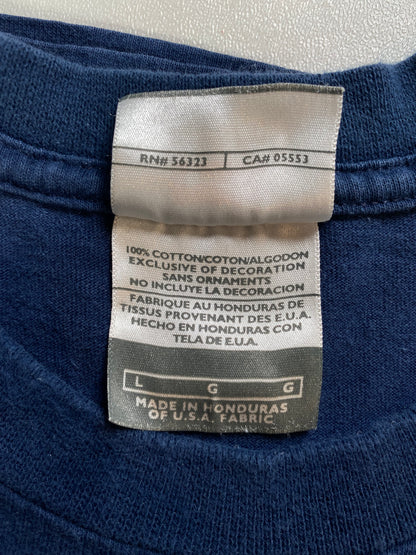 RN# 56323 CA# 05553
100% COTTON/COTON/ALGODON
EXCLUSIVE OF DECORATION
SANS ORNAMENTS
NO INCLUYE LA DECORACION
FABRIQUE AU HONDURAS DE
TISSUS PROVENANT DES E.U.A.
HECHO EN HONDURAS CON
TELA DE E.U.A.
L G G
MADE IN HONDURAS
OF U.S.A. FABRIC